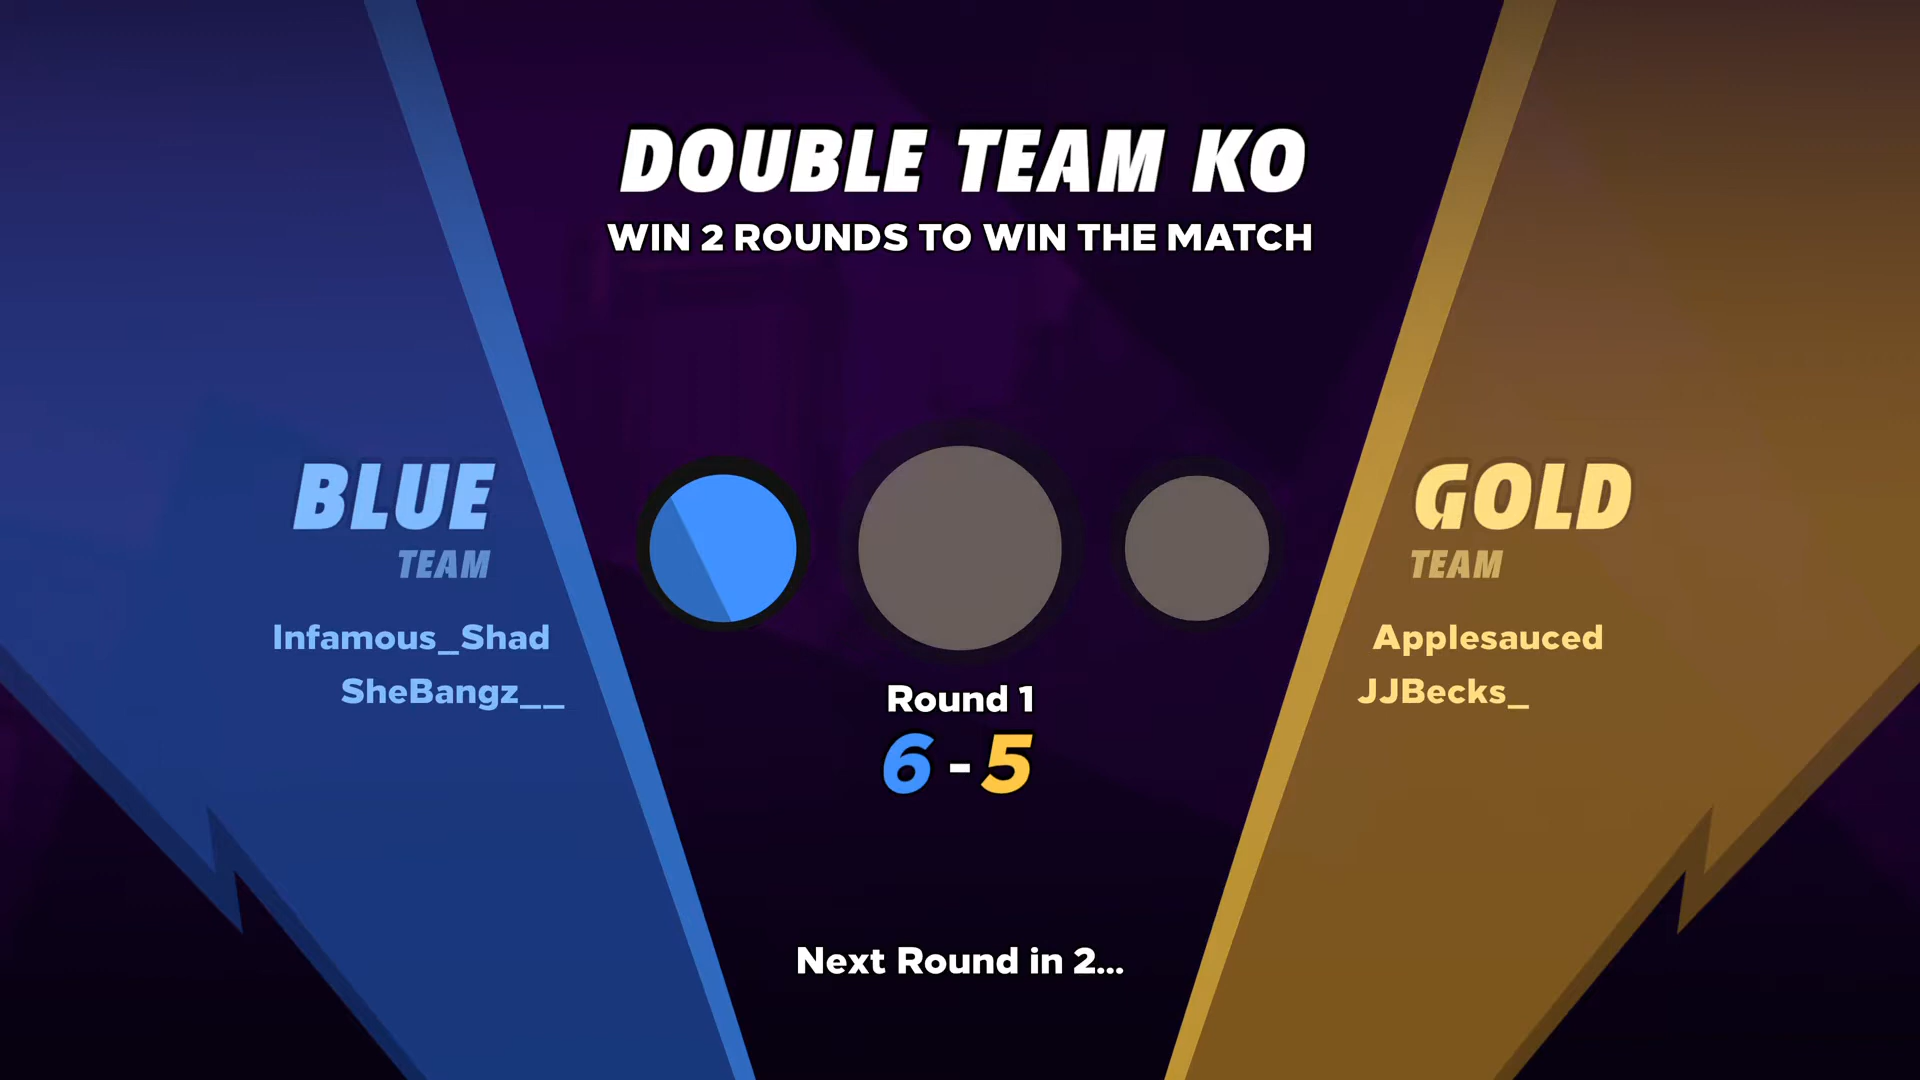 DOUBLE TEAM KO
WIN 2 ROUNDS TO WIN THE MATCH
BLUE
TEAM
Infamous_Shad
SheBangz__
GOLD
TEAM
Applesauced
JJBecks_
Round 1
6 - 5
Next Round in 2...